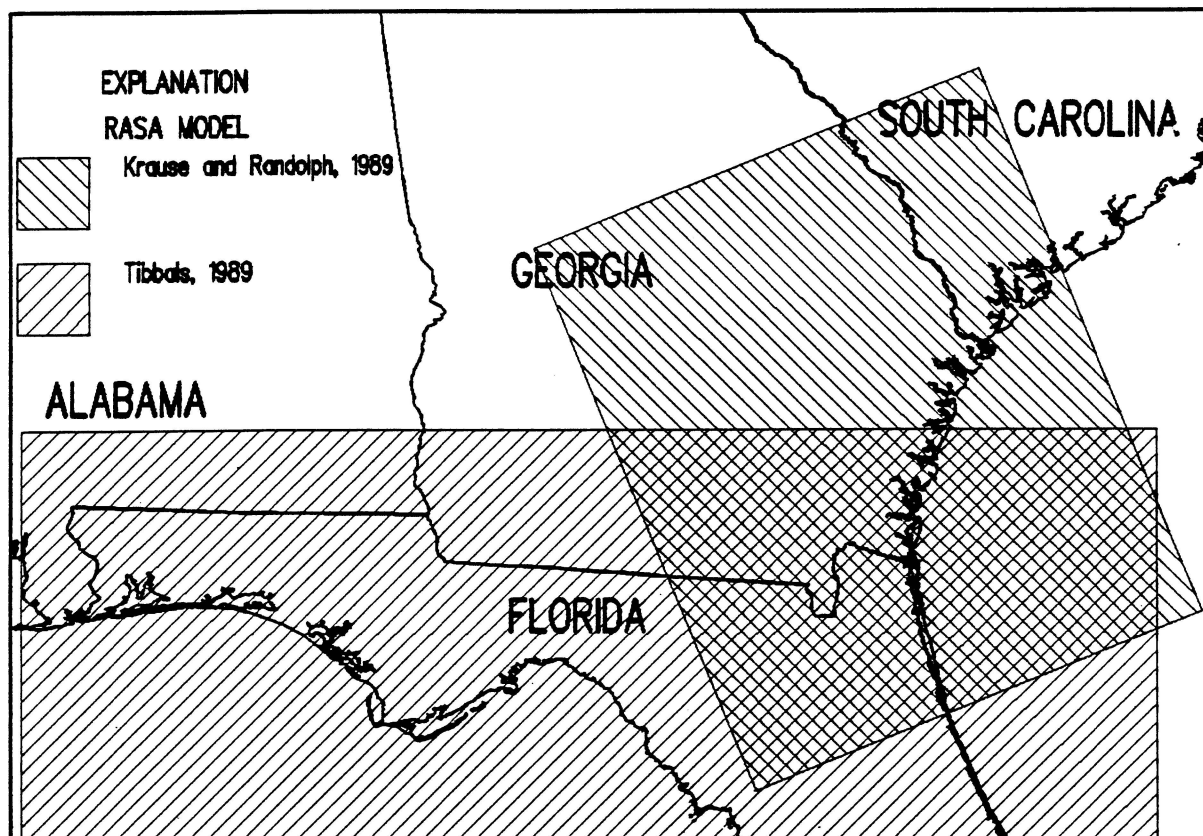 EXPLANATION
RASA MODEL
Krause and Randolph, 1989
Tibbals, 1989
SOUTH CAROLINA
GEORGIA
ALABAMA
FLORIDA